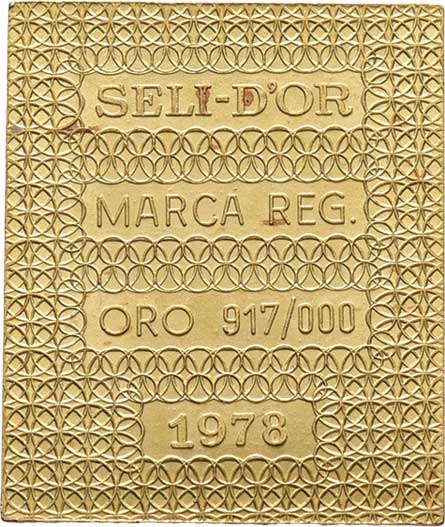 SELI-D'OR
MARCA REG.
ORO 917/000
1978